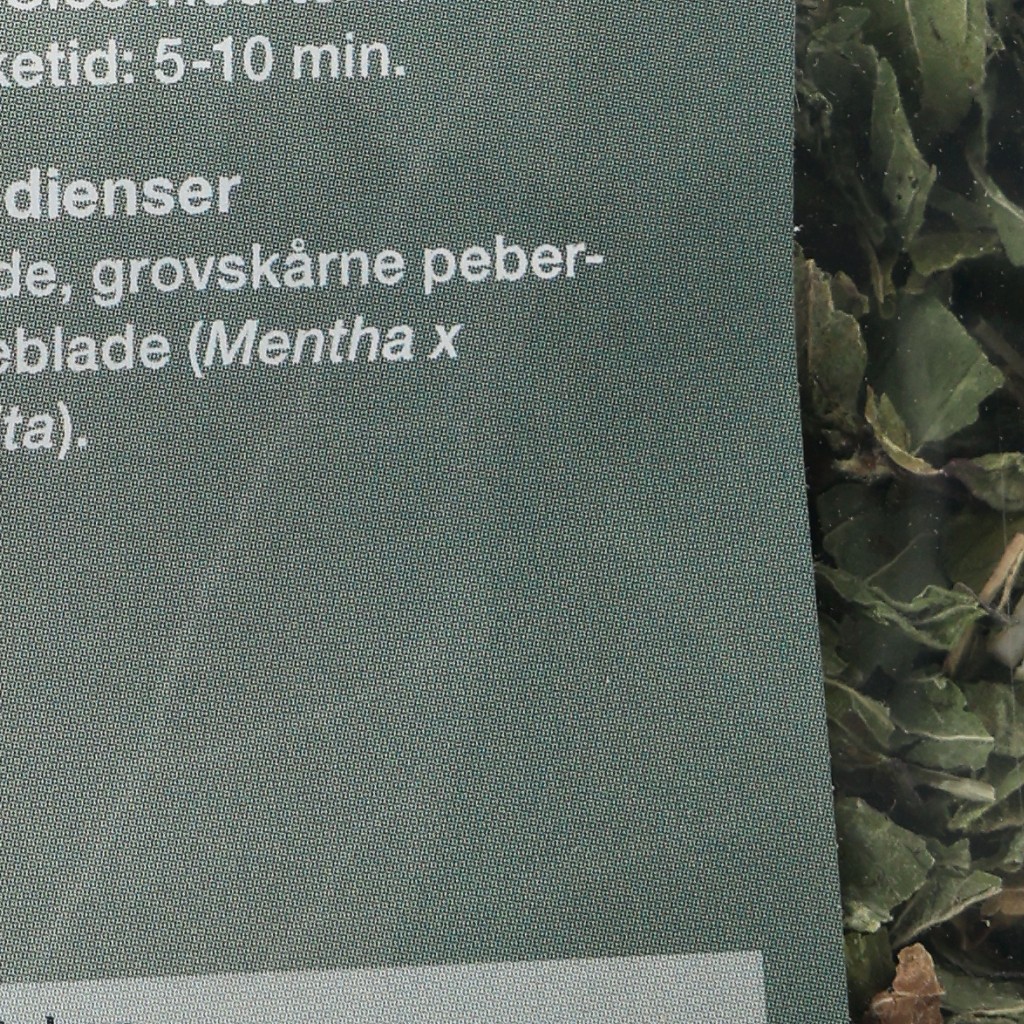 ketid: 5-10 min.
dienser
de, grovskårne peber-
eblade (Mentha x
ta).